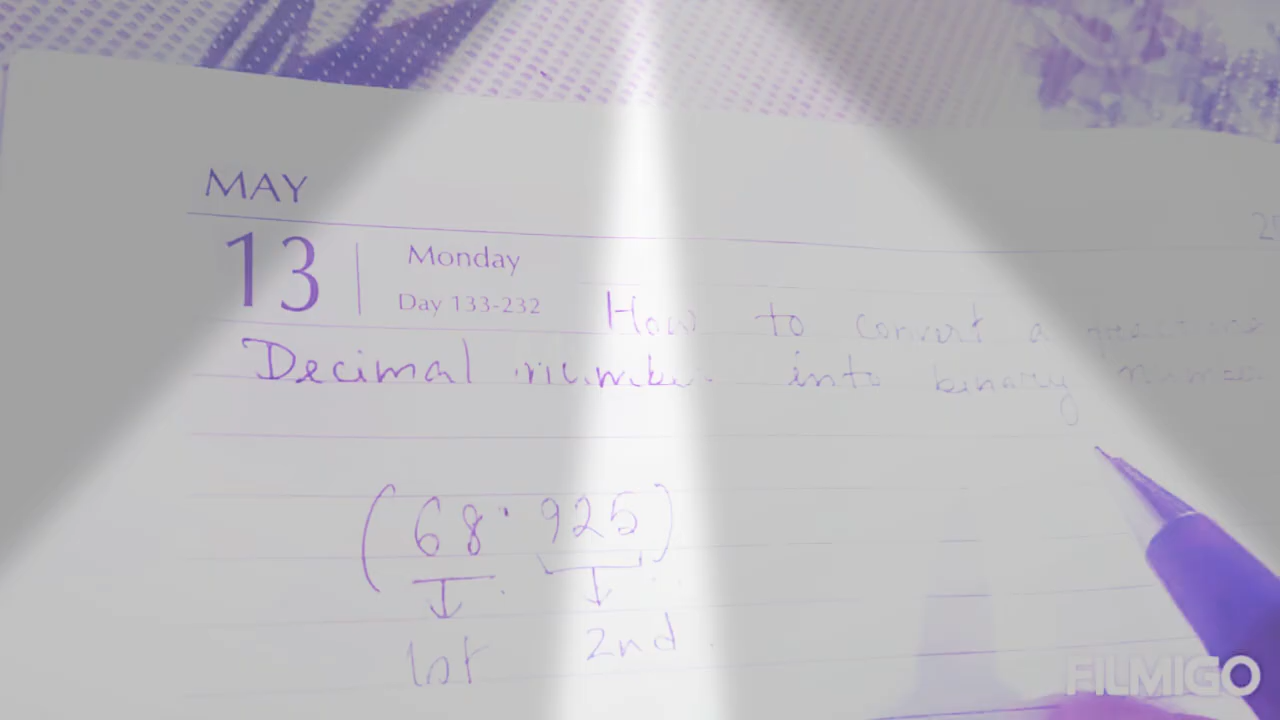 MAY
13 Monday
Day 133-232
How to convert a
Decimal number into binary
(68.925)
1st 2nd
FILMIGO